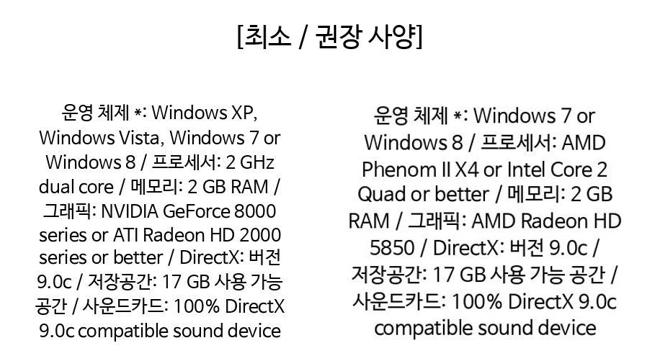 [최소 / 권장 사양]
운영 체제 *: Windows XP,
Windows Vista, Windows 7 or
Windows 8 / 프로세서: 2 GHz
dual core / 메모리: 2 GB RAM /
그래픽: NVIDIA GeForce 8000
series or ATI Radeon HD 2000
series or better / DirectX: 버전
9.0c / 저장공간: 17 GB 사용 가능
공간 / 사운드카드: 100% DirectX
9.0c compatible sound device
운영 체제 *: Windows 7 or
Windows 8 / 프로세서: AMD
Phenom II X4 or Intel Core 2
Quad or better / 메모리: 2 GB
RAM / 그래픽: AMD Radeon HD
5850 / DirectX: 버전 9.0c /
저장공간: 17 GB 사용 가능 공간 /
사운드카드: 100% DirectX 9.0c
compatible sound device